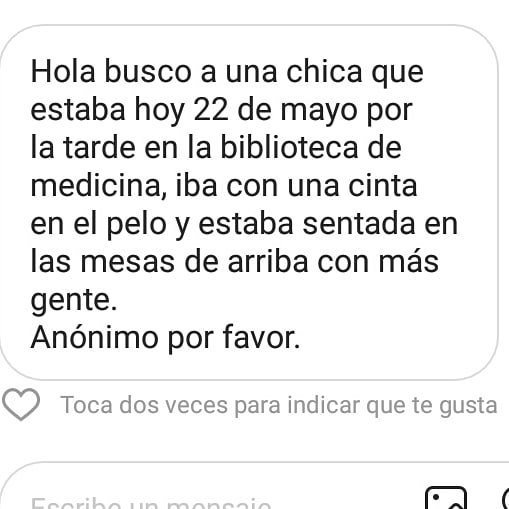 Hola busco a una chica que
estaba hoy 22 de mayo por
la tarde en la biblioteca de
medicina, iba con una cinta
en el pelo y estaba sentada en
las mesas de arriba con más
gente.
Anónimo por favor.
Toca dos veces para indicar que te gusta
Escribe un mensaje